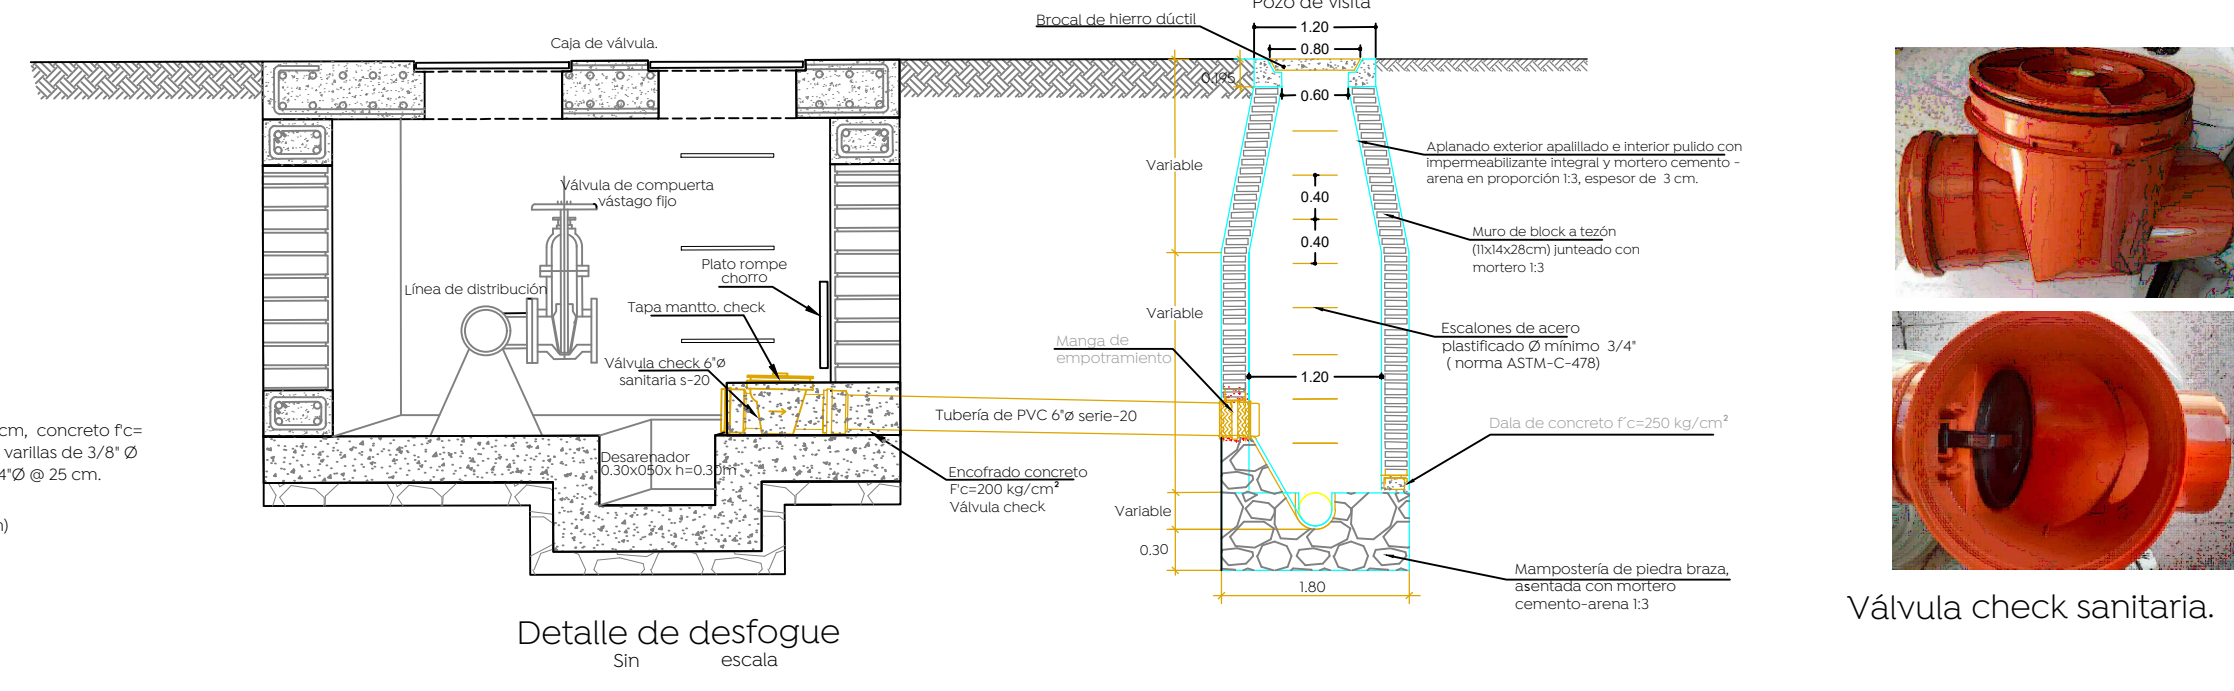 Pozo de visita
Brocal de hierro dúctil
1.20
Caja de válvula.
0.80
0.195
0.60
Aplanado exterior apalillado e interior pulido con
impermeabilizante integral y mortero cemento -
arena en proporción 1:3, espesor de 3 cm.
Variable
Válvula de compuerta
vástago fijo
0.40
Muro de block a tezón
(11x14x28cm) junteado con
mortero 1:3
0.40
Plato rompe
chorro
Línea de distribución
Tapa mantto. check
Variable
Escalones de acero
plastificado Ø mínimo 3/4"
( norma ASTM-C-478)
Manga de
empotramiento
Válvula check 6"Ø
sanitaria s-20
1.20
Tubería de PVC 6"Ø serie-20
Dala de concreto f´c=250 kg/cm²
cm, concreto f'c=
varillas de 3/8" Ø
4"Ø @ 25 cm.
)
Desarenador
0.30x050x h=0.30m
Encofrado concreto
F'c=200 kg/cm²
Válvula check
Variable
0.30
Mampostería de piedra braza,
asentada con mortero
cemento-arena 1:3
1.80
Detalle de desfogue
Sin escala
Válvula check sanitaria.